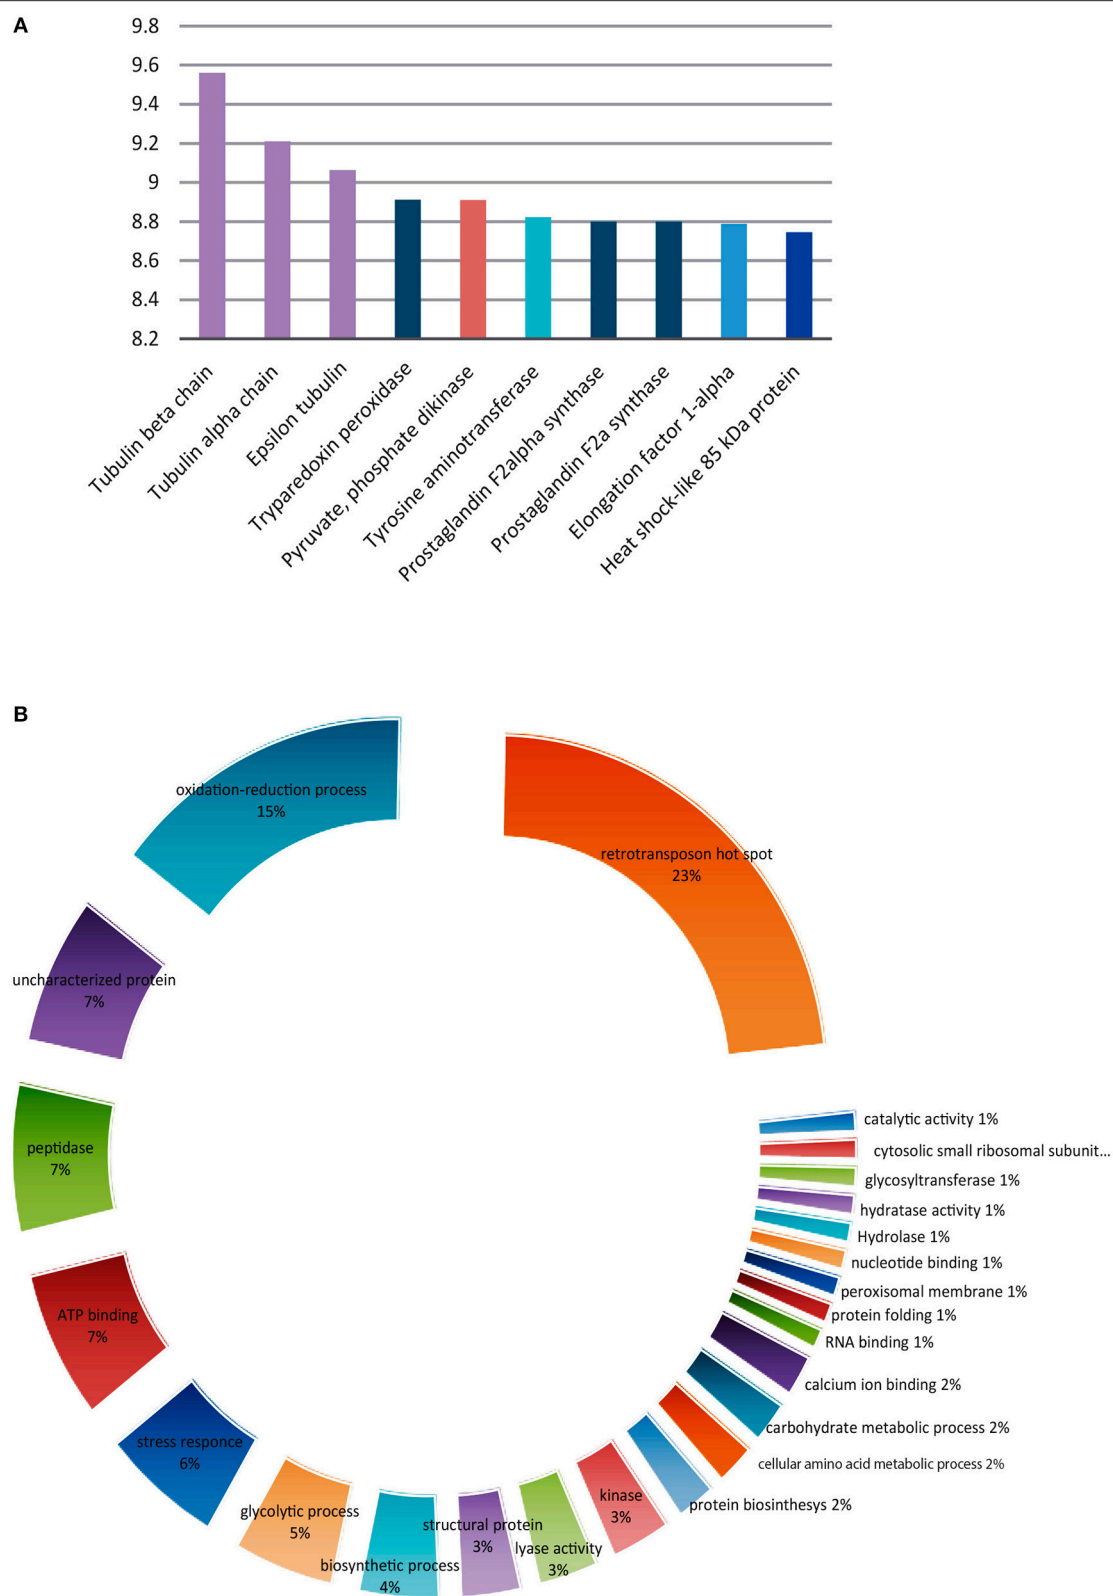 A
9.8
9.6
9.4
9.2
9
8.8
8.6
8.4
8.2
Tubulin beta chain
Tubulin alpha chain
Epsilon tubulin
Tryparedoxin peroxidase
Pyruvate, phosphate dikinase
Tyrosine aminotransferase
Prostaglandin F2alpha synthase
Prostaglandin F2a synthase
Elongation factor 1-alpha
Heat shock-like 85 kDa protein
B
retrotransposon hot spot
23%
catalytic activity 1%
cytosolic small ribosomal subunit...
glycosyltransferase 1%
hydratase activity 1%
Hydrolase 1%
nucleotide binding 1%
peroxisomal membrane 1%
protein folding 1%
RNA binding 1%
calcium ion binding 2%
carbohydrate metabolic process 2%
cellular amino acid metabolic process 2%
protein biosinthesys 2%
kinase
3%
lyase activity
3%
structural protein
3%
biosynthetic process
4%
glycolytic process
5%
stress responce
6%
ATP binding
7%
peptidase
7%
uncharacterized protein
7%
oxidation-reduction process
15%